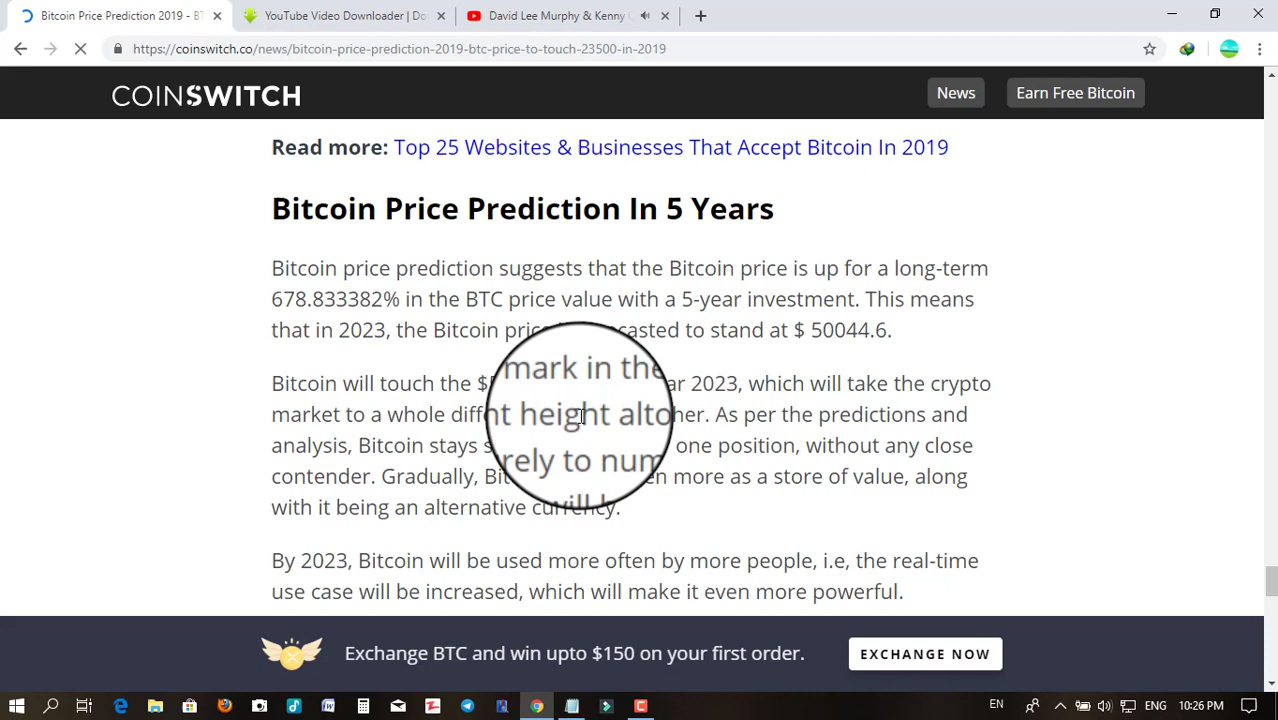 Bitcoin Price Prediction 2019 - B
YouTube Video Downloader | Do
David Lee Murphy & Kenny
https://coinswitch.co/news/bitcoin-price-prediction-2019-btc-price-to-touch-23500-in-2019
COINSWITCH
News
Earn Free Bitcoin
Read more: Top 25 Websites & Businesses That Accept Bitcoin In 2019
Bitcoin Price Prediction In 5 Years
Bitcoin price prediction suggests that the Bitcoin price is up for a long-term
678.833382% in the BTC price value with a 5-year investment. This means
that in 2023, the Bitcoin price casted to stand at $ 50044.6.
Bitcoin will touch the $ mark in the ar 2023, which will take the crypto
market to a whole diffe nt height alto her. As per the predictions and
analysis, Bitcoin stays s rely to num one position, without any close
contender. Gradually, Bit will en more as a store of value, along
with it being an alternative currency.
By 2023, Bitcoin will be used more often by more people, i.e, the real-time
use case will be increased, which will make it even more powerful.
Exchange BTC and win upto $150 on your first order.
EXCHANGE NOW
EN
ENG
10:26 PM